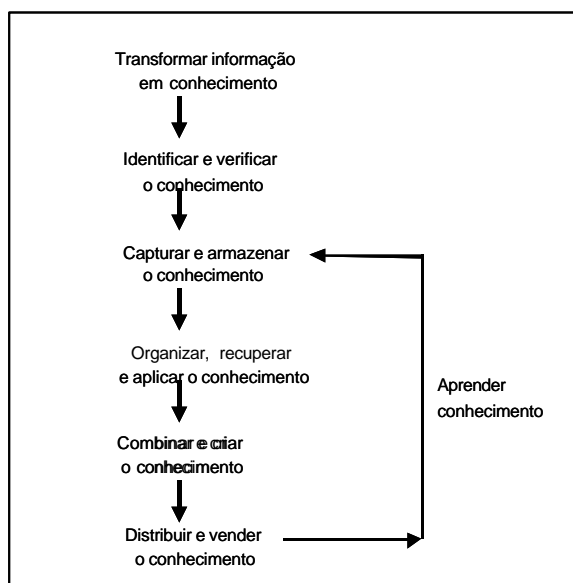 Transformar informação
em conhecimento
Identificar e verificar
o conhecimento
Capturar e armazenar
o conhecimento
Organizar, recuperar
e aplicar o conhecimento
Combinar e criar
o conhecimento
Distribuir e vender
o conhecimento
Aprender
conhecimento